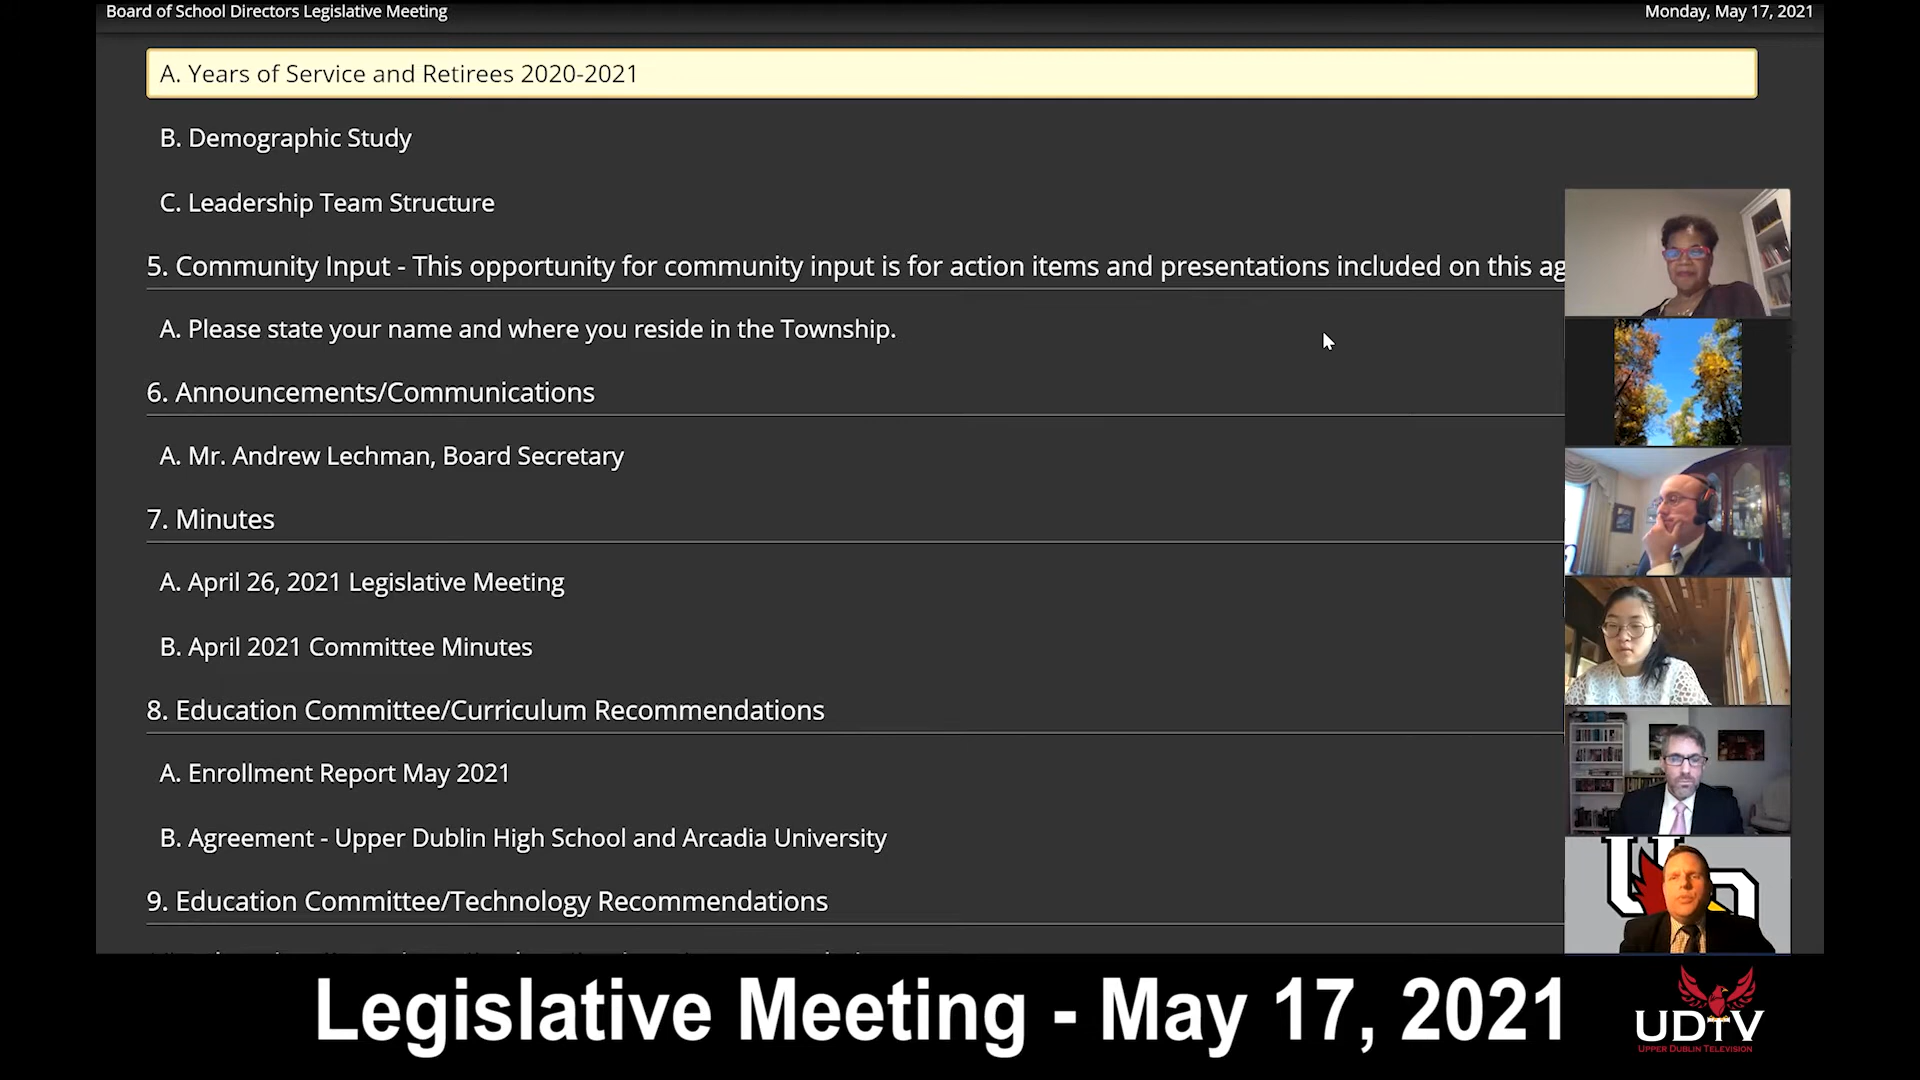 Board of School Directors Legislative Meeting
Monday, May 17, 2021
A. Years of Service and Retirees 2020-2021
B. Demographic Study
C. Leadership Team Structure
5. Community Input - This opportunity for community input is for action items and presentations included on this ag
A. Please state your name and where you reside in the Township.
6. Announcements/Communications
A. Mr. Andrew Lechman, Board Secretary
7. Minutes
A. April 26, 2021 Legislative Meeting
B. April 2021 Committee Minutes
8. Education Committee/Curriculum Recommendations
A. Enrollment Report May 2021
B. Agreement - Upper Dublin High School and Arcadia University
9. Education Committee/Technology Recommendations
Legislative Meeting - May 17, 2021
UDTV
UPPER DUBLIN TELEVISION